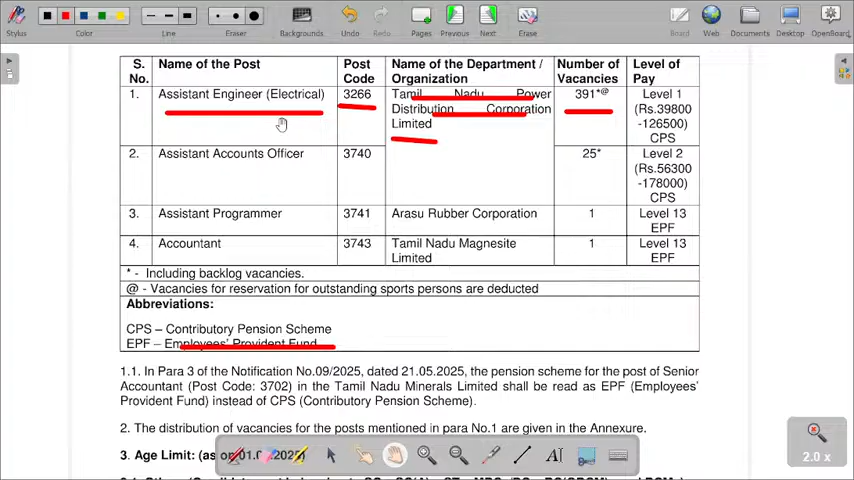 Stylus Color Line Eraser Backgrounds Undo Redo Pages Previous Next Erase Board Web Documents Desktop OpenBoard
S. No. Name of the Post Post Code Name of the Department / Organization Number of Vacancies Level of Pay
1. Assistant Engineer (Electrical) 3266 Tamil Nadu Power Distribution Corporation Limited 391*@ Level 1 (Rs.39800 -126500) CPS
2. Assistant Accounts Officer 3740 25* Level 2 (Rs.56300 -178000) CPS
3. Assistant Programmer 3741 Arasu Rubber Corporation 1 Level 13 EPF
4. Accountant 3743 Tamil Nadu Magnesite Limited 1 Level 13 EPF
* - Including backlog vacancies.
@ - Vacancies for reservation for outstanding sports persons are deducted
Abbreviations:
CPS – Contributory Pension Scheme
EPF – Employees' Provident Fund
1.1. In Para 3 of the Notification No.09/2025, dated 21.05.2025, the pension scheme for the post of Senior
Accountant (Post Code: 3702) in the Tamil Nadu Minerals Limited shall be read as EPF (Employees'
Provident Fund) instead of CPS (Contributory Pension Scheme).
2. The distribution of vacancies for the posts mentioned in para No.1 are given in the Annexure.
3. Age Limit: (as on
2.0 x